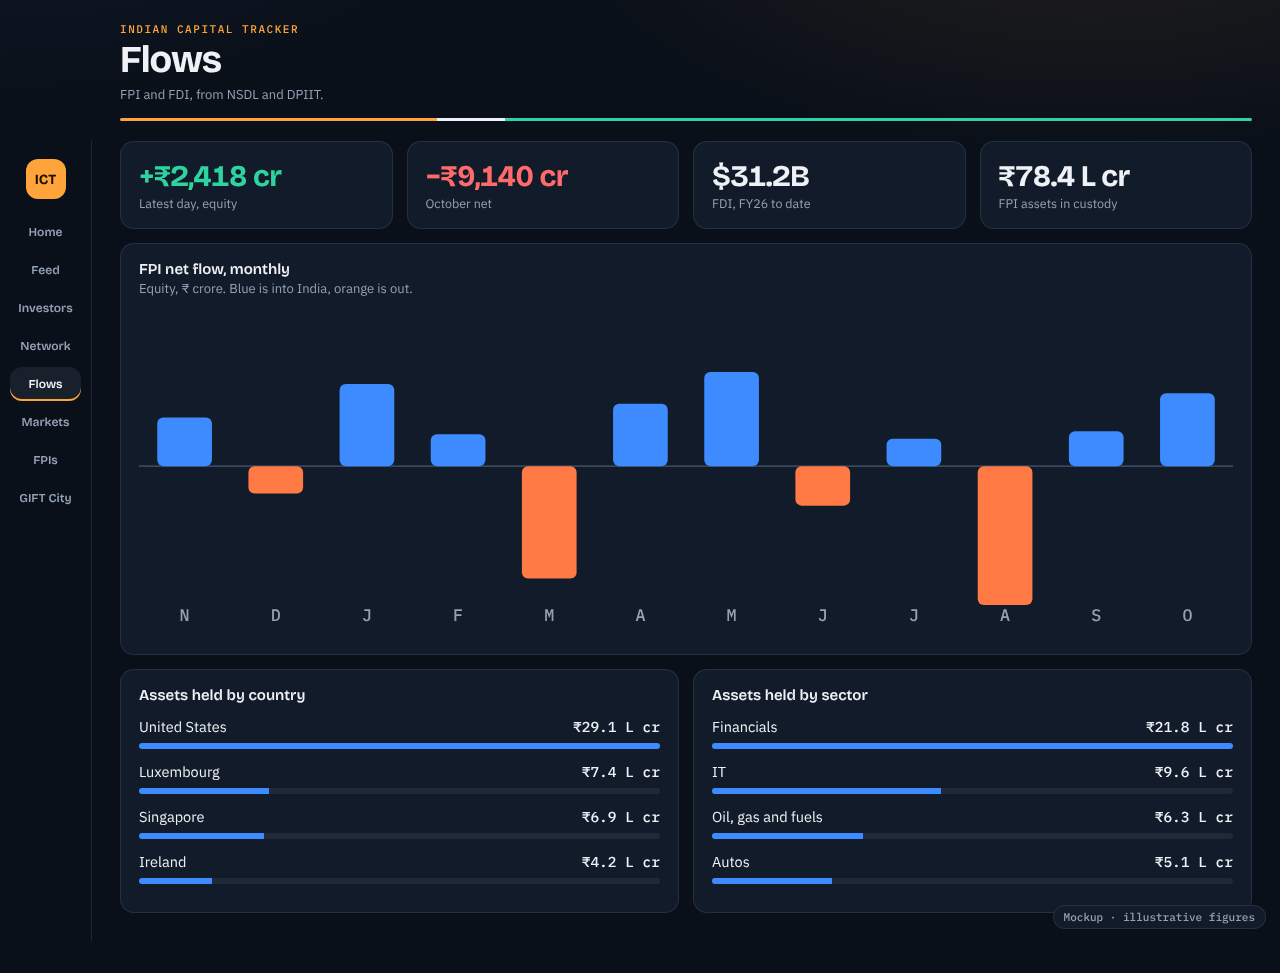 INDIAN CAPITAL TRACKER
Flows
FPI and FDI, from NSDL and DPIIT.
ICT
Home
Feed
Investors
Network
Flows
Markets
FPIs
GIFT City
+₹2,418 cr
Latest day, equity
−₹9,140 cr
October net
$31.2B
FDI, FY26 to date
₹78.4 L cr
FPI assets in custody
FPI net flow, monthly
Equity, ₹ crore. Blue is into India, orange is out.
N D J F M A M J J A S O
Assets held by country
United States ₹29.1 L cr
Luxembourg ₹7.4 L cr
Singapore ₹6.9 L cr
Ireland ₹4.2 L cr
Assets held by sector
Financials ₹21.8 L cr
IT ₹9.6 L cr
Oil, gas and fuels ₹6.3 L cr
Autos ₹5.1 L cr
Mockup · illustrative figures